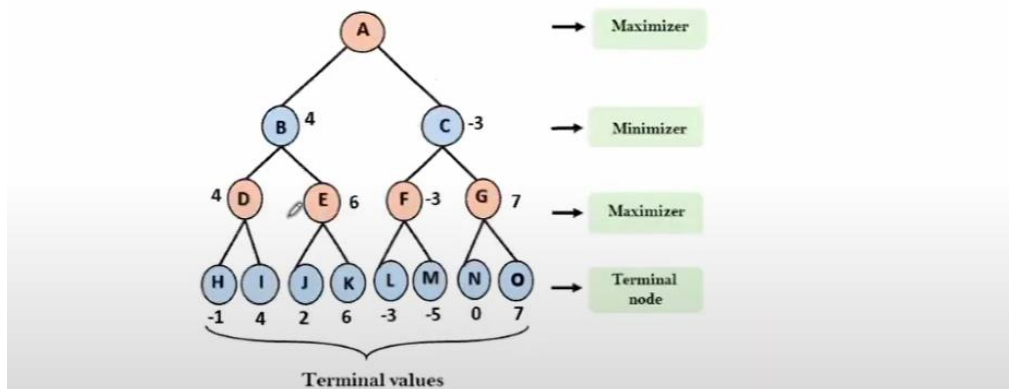 A
Maximizer
B 4
C -3
Minimizer
4 D
E 6
F -3
G 7
Maximizer
H I J K L M N O
Terminal
node
-1 4 2 6 -3 -5 0 7
Terminal values